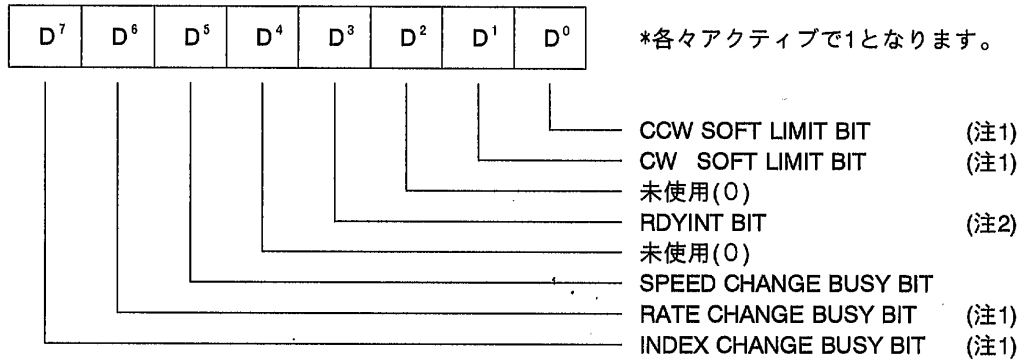 D⁷ D⁶ D⁵ D⁴ D³ D² D¹ D⁰ *各々アクティブで1となります。
CCW SOFT LIMIT BIT (注1)
CW SOFT LIMIT BIT (注1)
未使用(0)
RDYINT BIT (注2)
未使用(0)
SPEED CHANGE BUSY BIT
RATE CHANGE BUSY BIT (注1)
INDEX CHANGE BUSY BIT (注1)